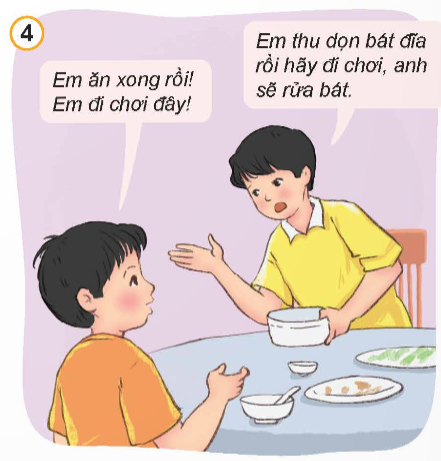 4
Em ăn xong rồi!
Em đi chơi đây!
Em thu dọn bát đĩa
rồi hãy đi chơi, anh
sẽ rửa bát.